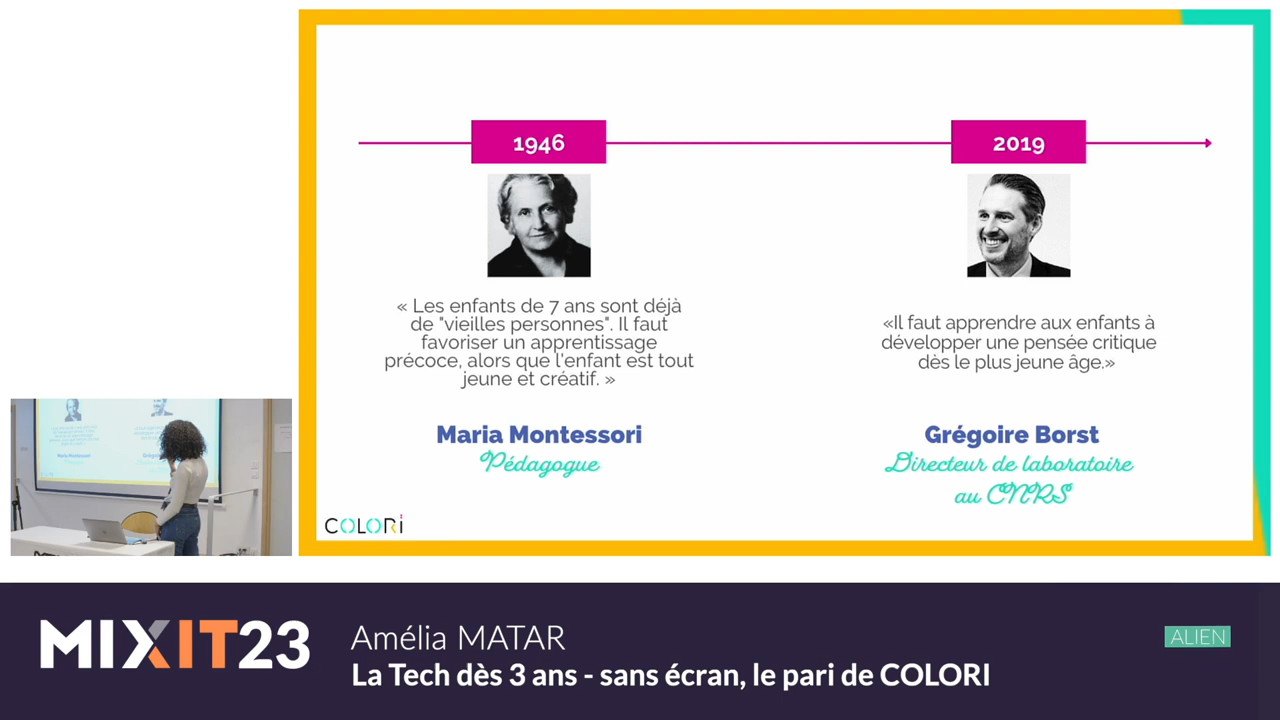 1946
2019
« Les enfants de 7 ans sont déjà
de "vieilles personnes". Il faut
favoriser un apprentissage
précoce, alors que l'enfant est tout
jeune et créatif. »
Maria Montessori
Pédagogue
«Il faut apprendre aux enfants à
développer une pensée critique
dès le plus jeune âge.»
Grégoire Borst
Directeur de laboratoire
au CNRS
COLORi
Maria Montessori
MIXIT23
Amélia MATAR
La Tech dès 3 ans - sans écran, le pari de COLORI
ALIEN